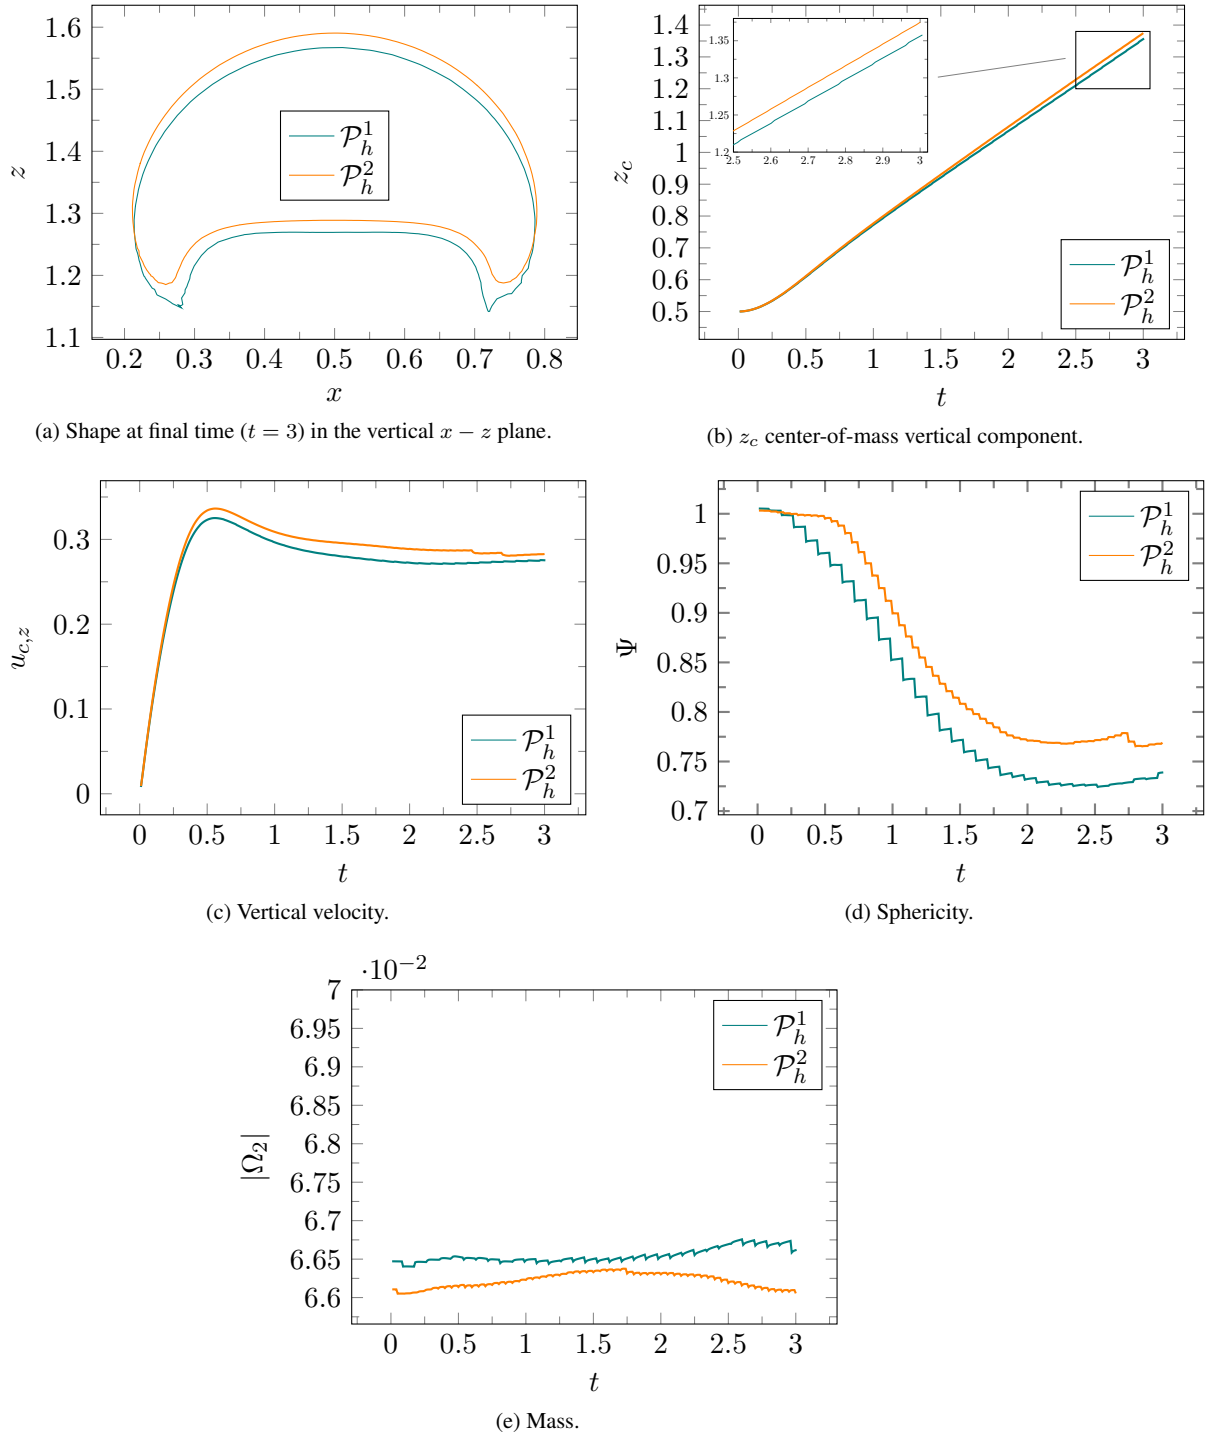 1.6
1.5
1.4
1.3
1.2
1.1
z
0.2 0.3 0.4 0.5 0.6 0.7 0.8
x
𝒫_h^1
𝒫_h^2
(a) Shape at final time (t = 3) in the vertical x − z plane.
1.4
1.3
1.2
1.1
1
0.9
0.8
0.7
0.6
0.5
z_c
0 0.5 1 1.5 2 2.5 3
t
1.35
1.3
1.25
1.2
2.5 2.6 2.7 2.8 2.9 3
𝒫_h^1
𝒫_h^2
(b) z_c center-of-mass vertical component.
0.3
0.2
0.1
0
u_{c,z}
0 0.5 1 1.5 2 2.5 3
t
𝒫_h^1
𝒫_h^2
(c) Vertical velocity.
1
0.95
0.9
0.85
0.8
0.75
0.7
Ψ
0 0.5 1 1.5 2 2.5 3
t
𝒫_h^1
𝒫_h^2
(d) Sphericity.
·10^{−2}
7
6.95
6.9
6.85
6.8
6.75
6.7
6.65
6.6
|Ω_2|
0 0.5 1 1.5 2 2.5 3
t
𝒫_h^1
𝒫_h^2
(e) Mass.